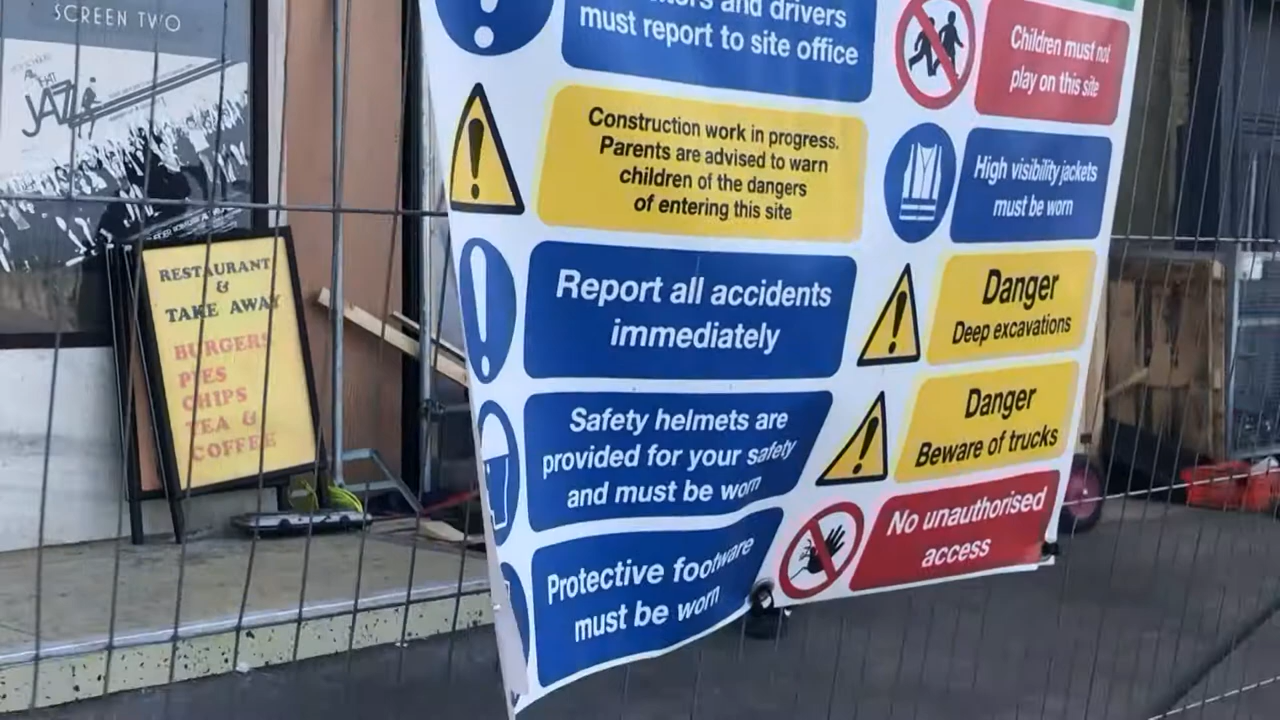 SCREEN TWO
JAZZ
RESTAURANT
&
TAKE AWAY
BURGERS
PIES
CHIPS
TEA &
COFFEE
and drivers
must report to site office
Construction work in progress.
Parents are advised to warn
children of the dangers
of entering this site
Report all accidents
immediately
Safety helmets are
provided for your safety
and must be worn
Protective footware
must be worn
Children must not
play on this site
High visibility jackets
must be worn
Danger
Deep excavations
Danger
Beware of trucks
No unauthorised
access